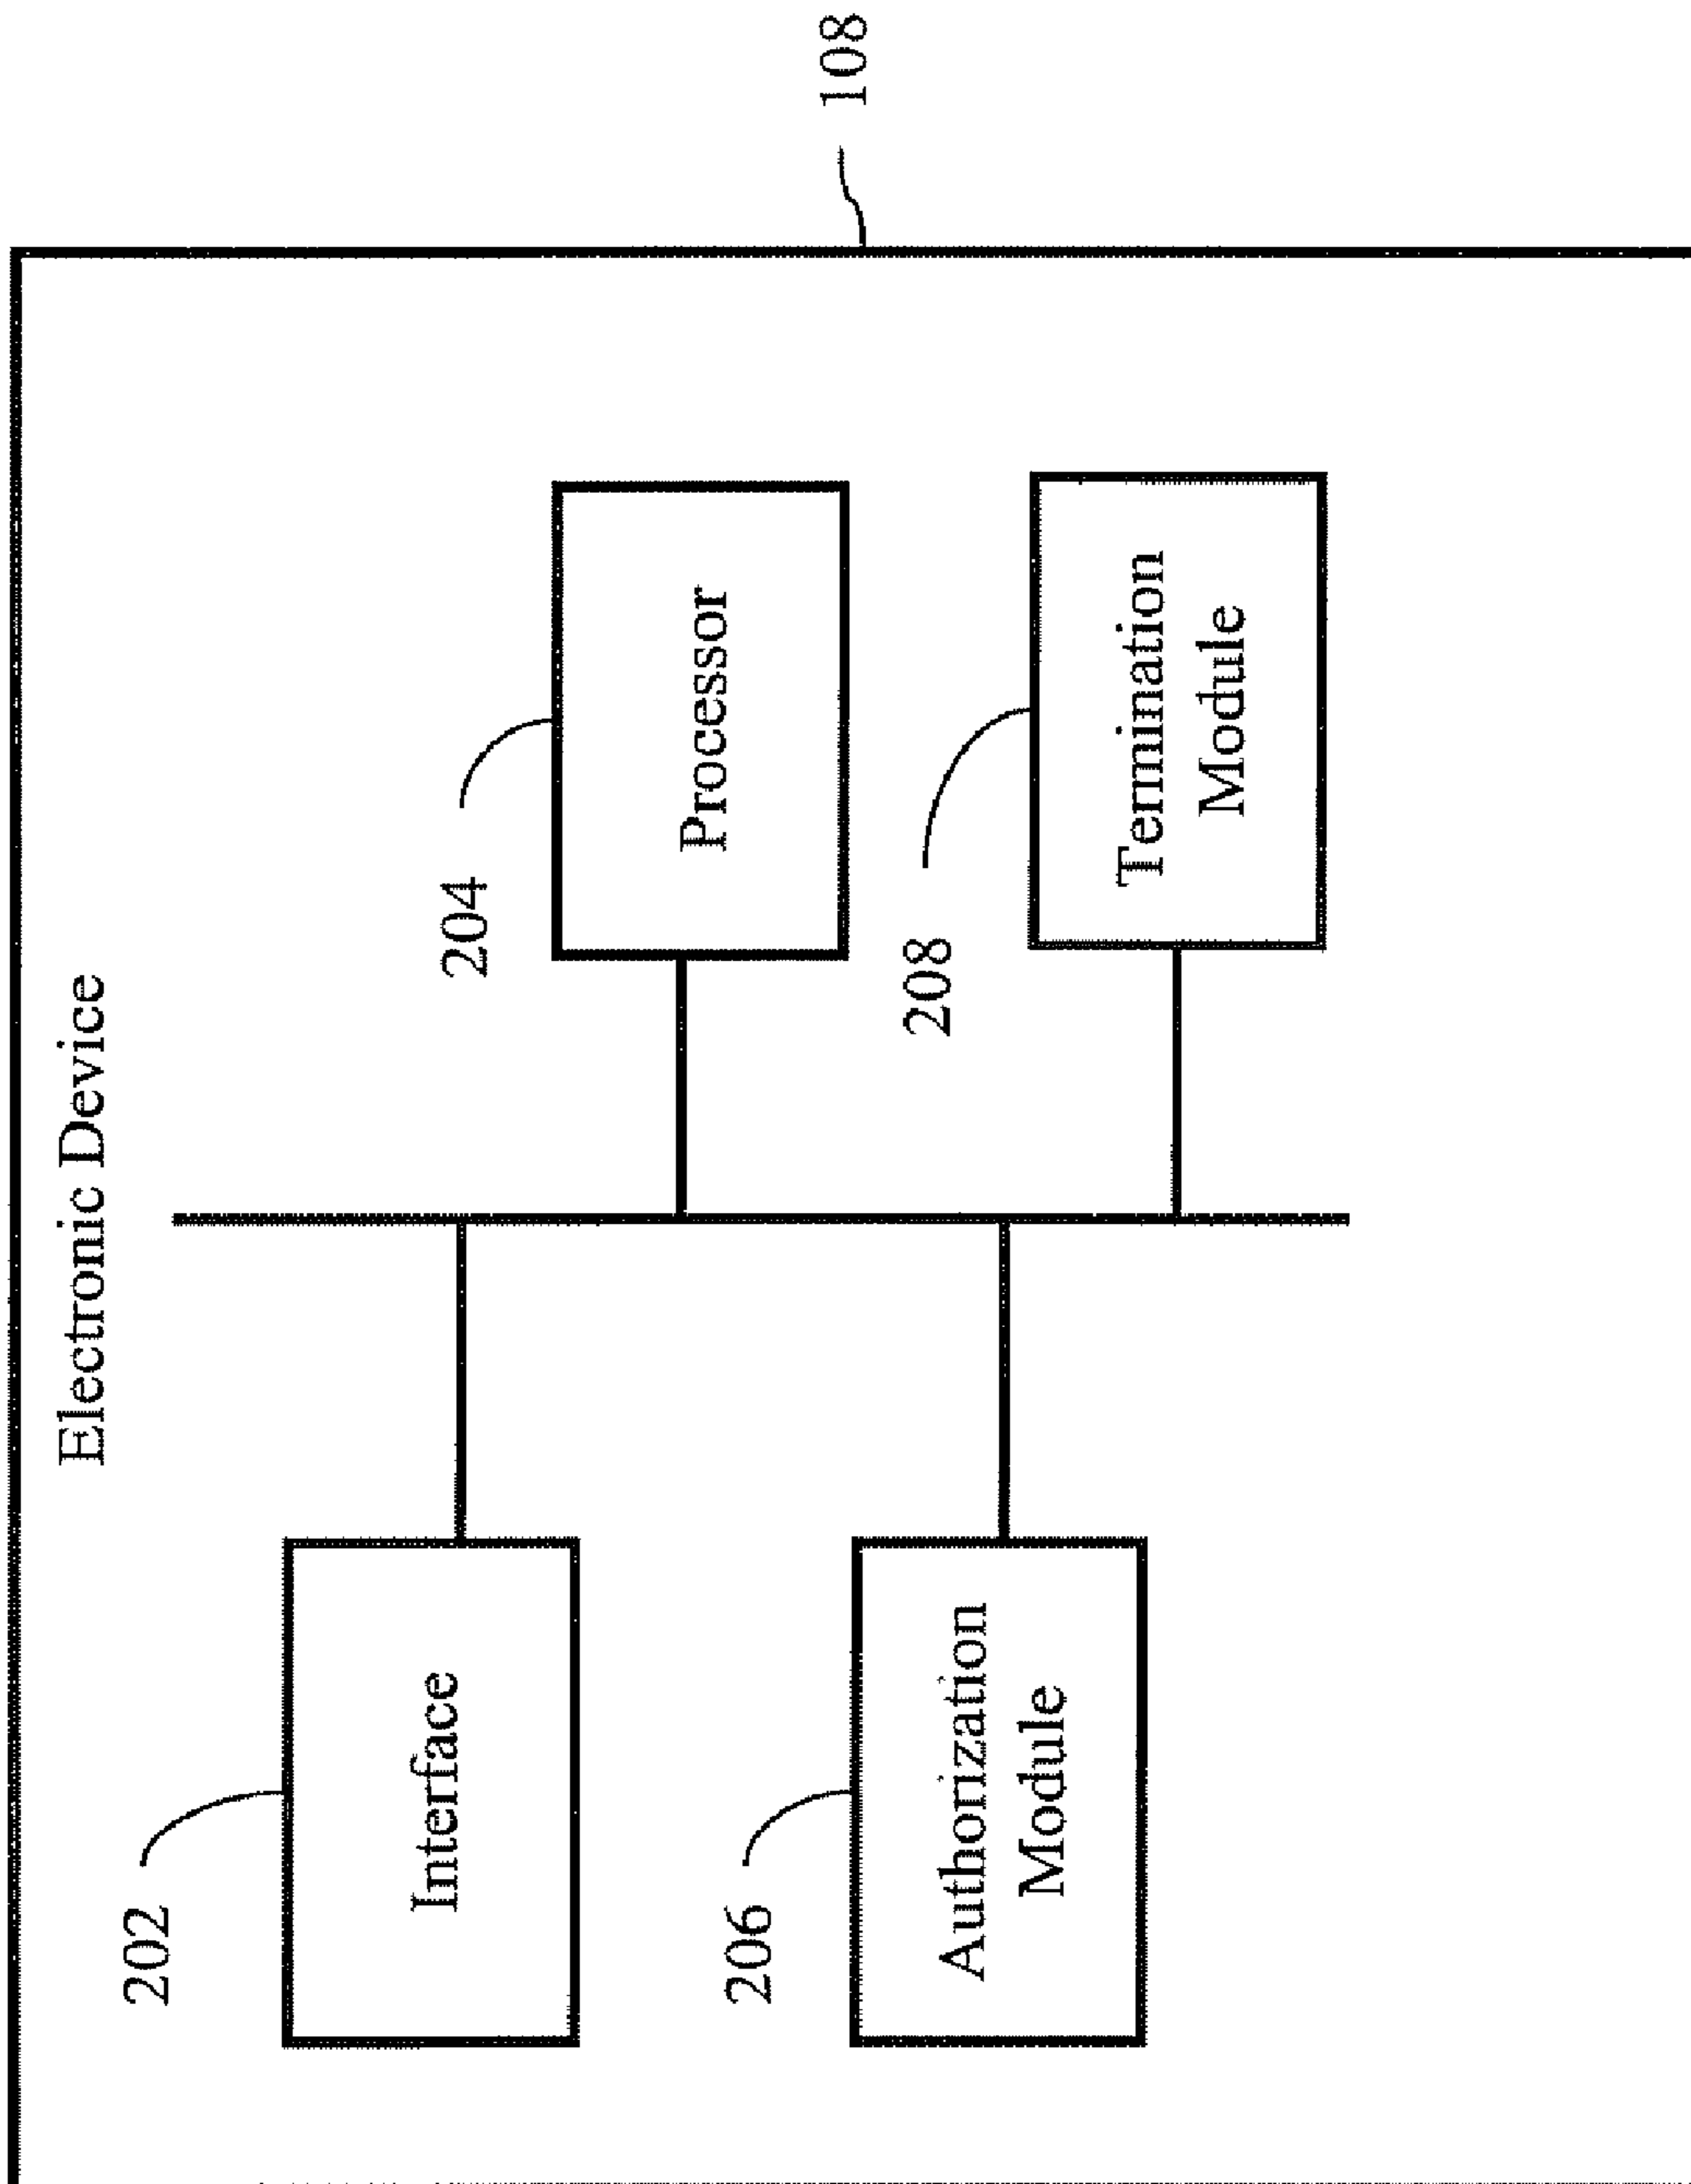 Electronic Device
202
Interface
204
Processor
206
Authorization
Module
208
Termination
Module
108